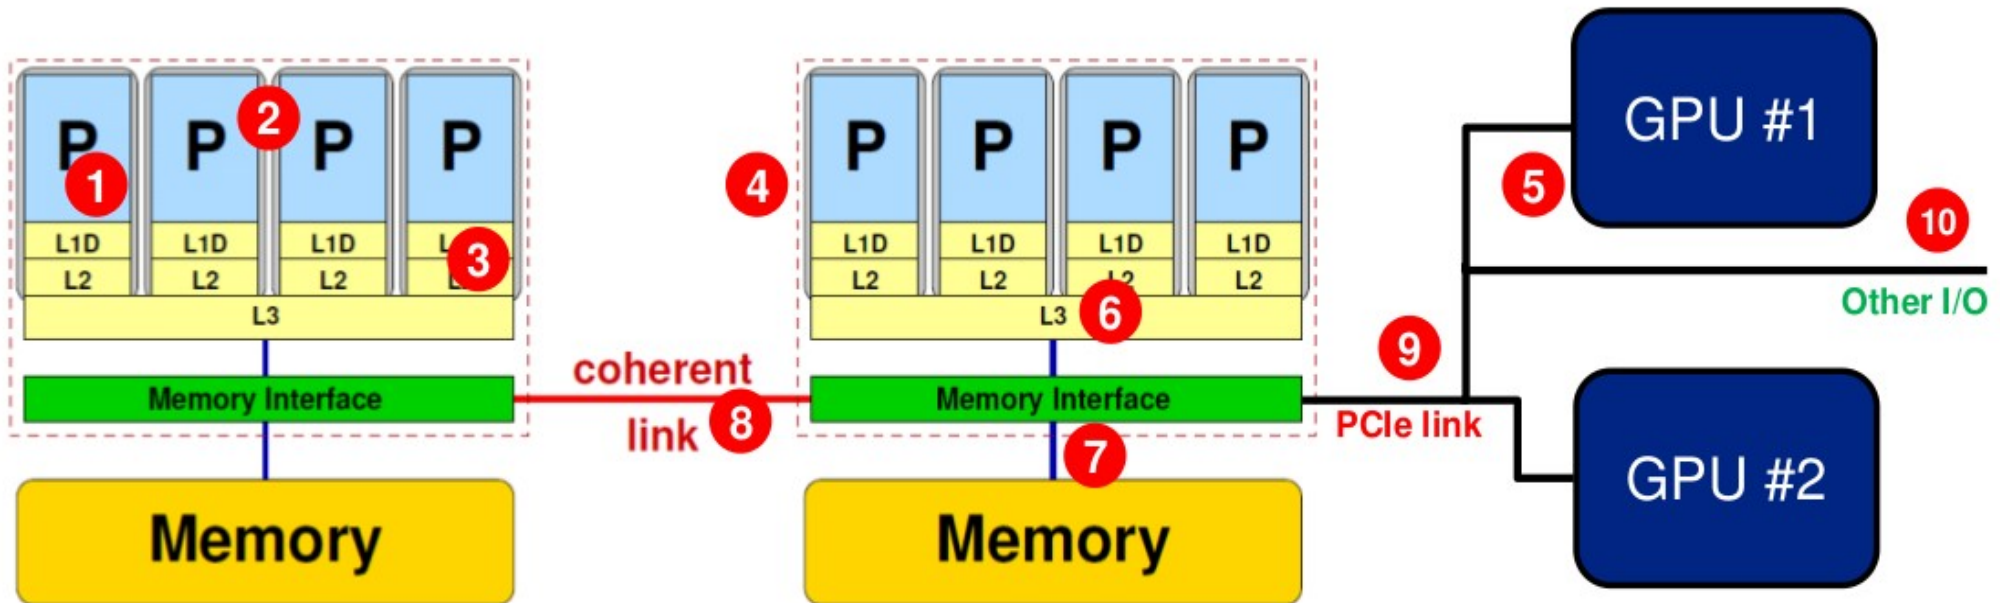 P P P P
1 2 3
L1D L1D L1D
L2 L2 L2
L3
Memory Interface
Memory
coherent
link
8
4
P P P P
L1D L1D L1D L1D
L2 L2 L2 L2
L3 6
Memory Interface
7
Memory
9
PCIe link
5
GPU #1
10
Other I/O
GPU #2